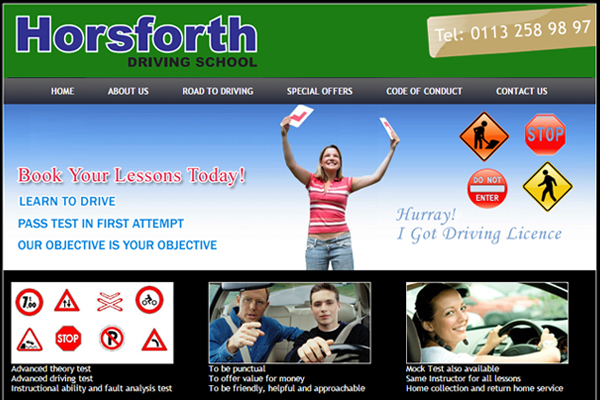 Horsforth
DRIVING SCHOOL
Tel: 0113 258 98 97
HOME ABOUT US ROAD TO DRIVING SPECIAL OFFERS CODE OF CONDUCT CONTACT US
Book Your Lessons Today!
LEARN TO DRIVE
PASS TEST IN FIRST ATTEMPT
OUR OBJECTIVE IS YOUR OBJECTIVE
L
STOP
DO NOT
ENTER
Hurray!
I Got Driving Licence
STOP
Advanced theory test
Advanced driving test
Instructional ability and fault analysis test
To be punctual
To offer value for money
To be friendly, helpful and approachable
Mock Test also available
Same Instructor for all lessons
Home collection and return home service